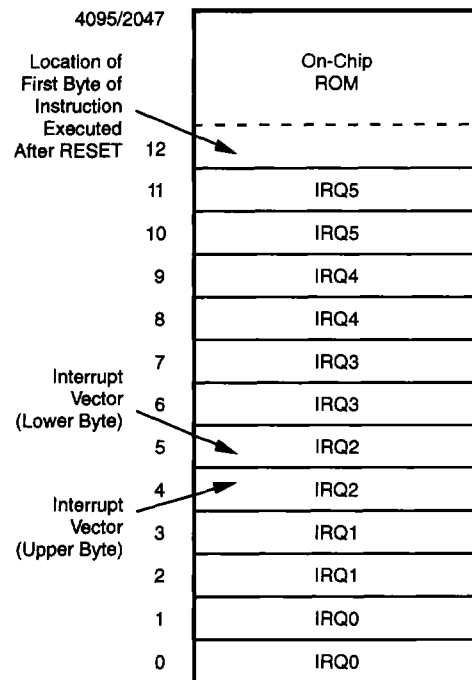 4095/2047
On-Chip
ROM
Location of
First Byte of
Instruction
Executed
After RESET
12
11 IRQ5
10 IRQ5
9 IRQ4
8 IRQ4
7 IRQ3
6 IRQ3
Interrupt
Vector
(Lower Byte)
5 IRQ2
4 IRQ2
Interrupt
Vector
(Upper Byte)
3 IRQ1
2 IRQ1
1 IRQ0
0 IRQ0